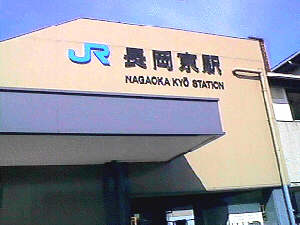 JR 長岡京駅
NAGAOKA KYŌ STATION